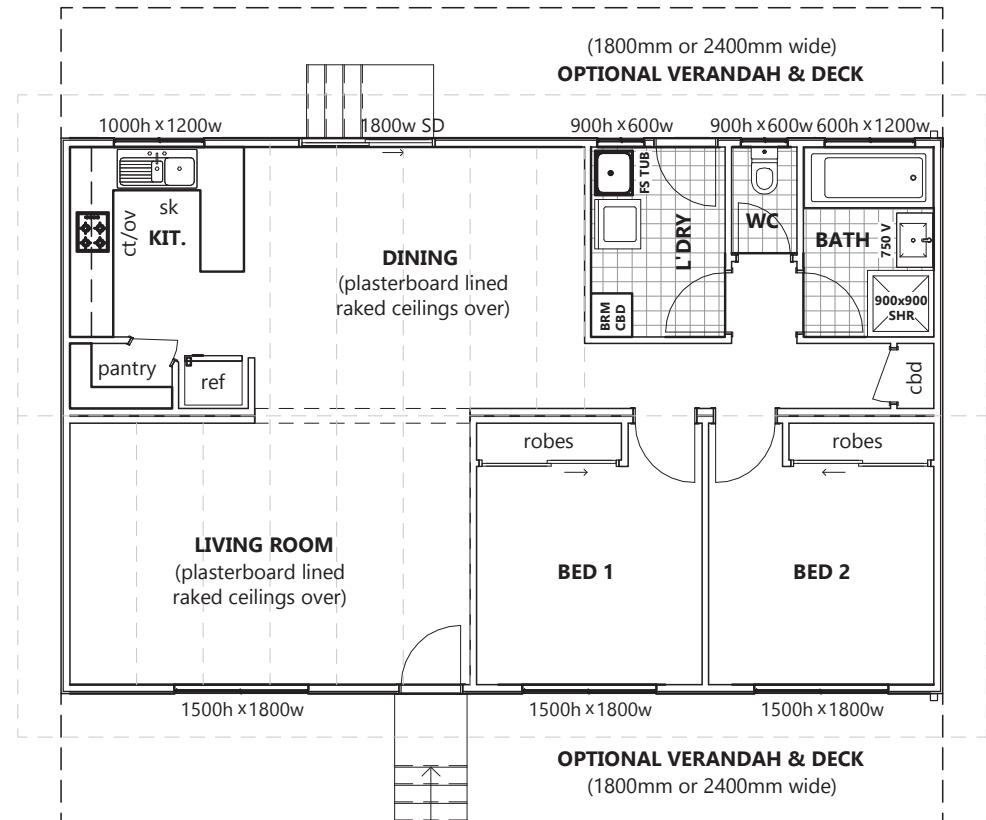 (1800mm or 2400mm wide)
OPTIONAL VERANDAH & DECK
1000h x 1200w
1800w SD
900h x 600w
900h x 600w
600h x 1200w
FS TUB
sk
ct/ov
KIT.
L'DRY
WC
BATH
750 V
DINING
(plasterboard lined
raked ceilings over)
BRM
CBD
900x900
SHR
pantry
ref
cbd
robes
robes
LIVING ROOM
(plasterboard lined
raked ceilings over)
BED 1
BED 2
1500h x 1800w
1500h x 1800w
1500h x 1800w
OPTIONAL VERANDAH & DECK
(1800mm or 2400mm wide)